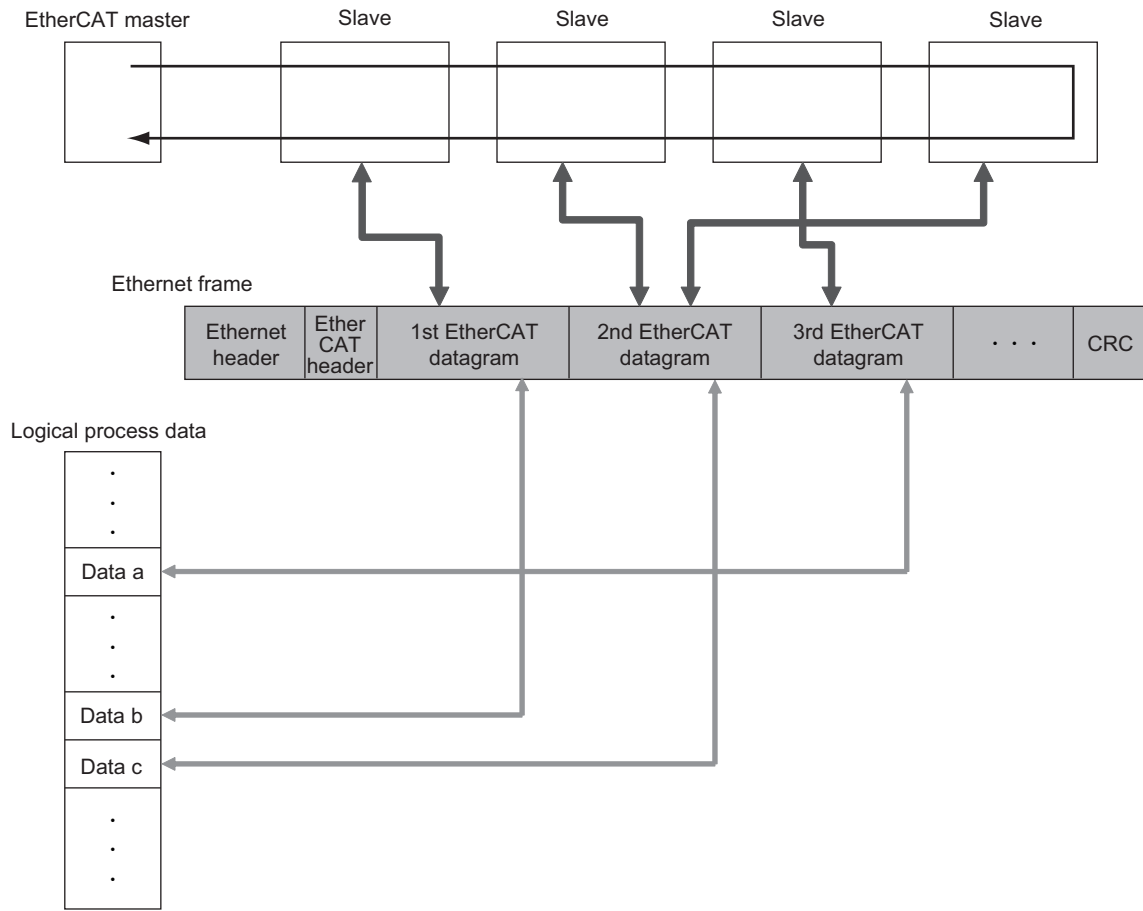 EtherCAT master
Slave
Slave
Slave
Slave
Ethernet frame
Ethernet
header
Ether
CAT
header
1st EtherCAT
datagram
2nd EtherCAT
datagram
3rd EtherCAT
datagram
· · ·
CRC
Logical process data
·
·
·
Data a
·
·
·
Data b
Data c
·
·
·